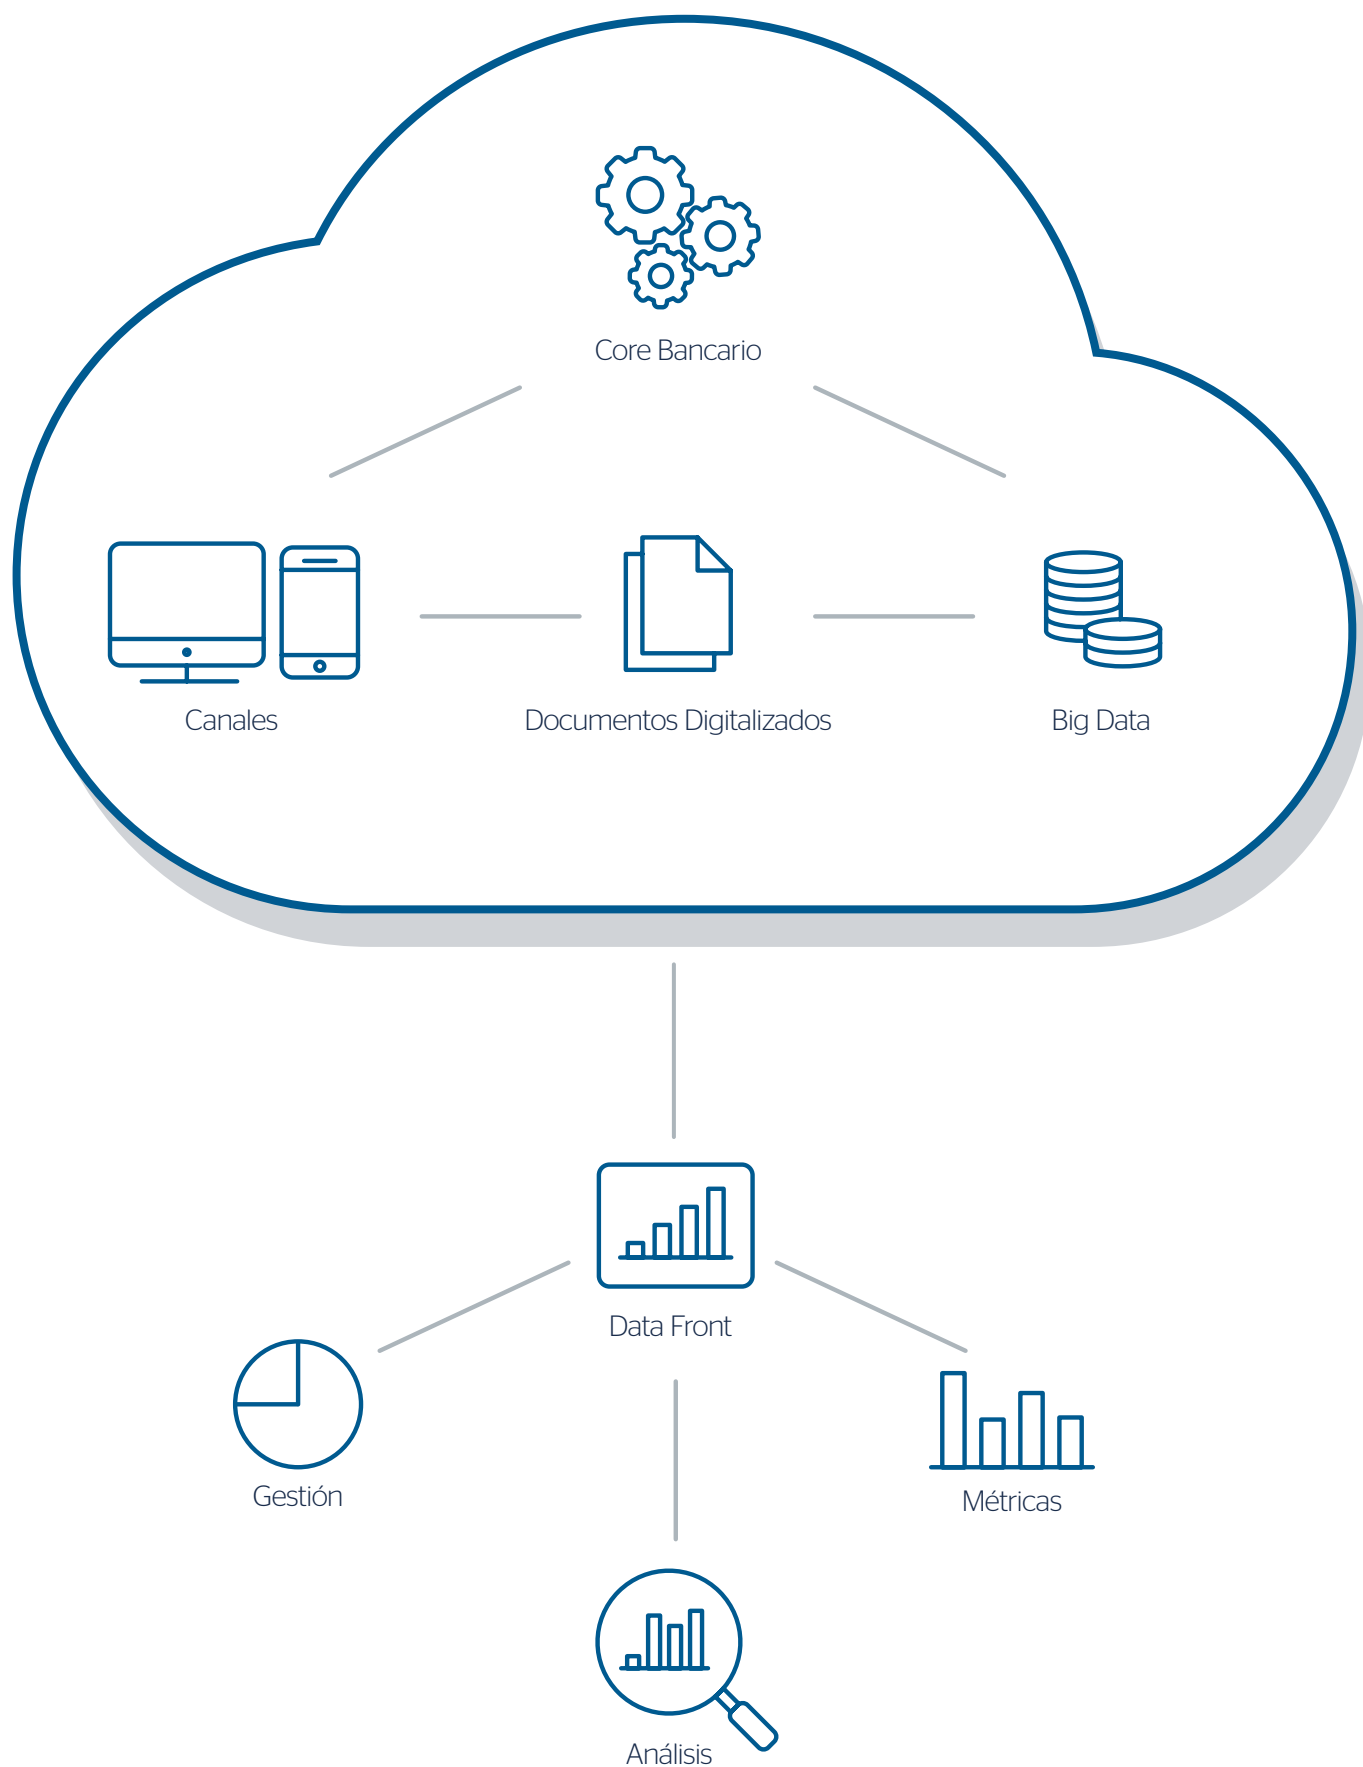 Core Bancario
Canales
Documentos Digitalizados
Big Data
Data Front
Gestión
Métricas
Análisis